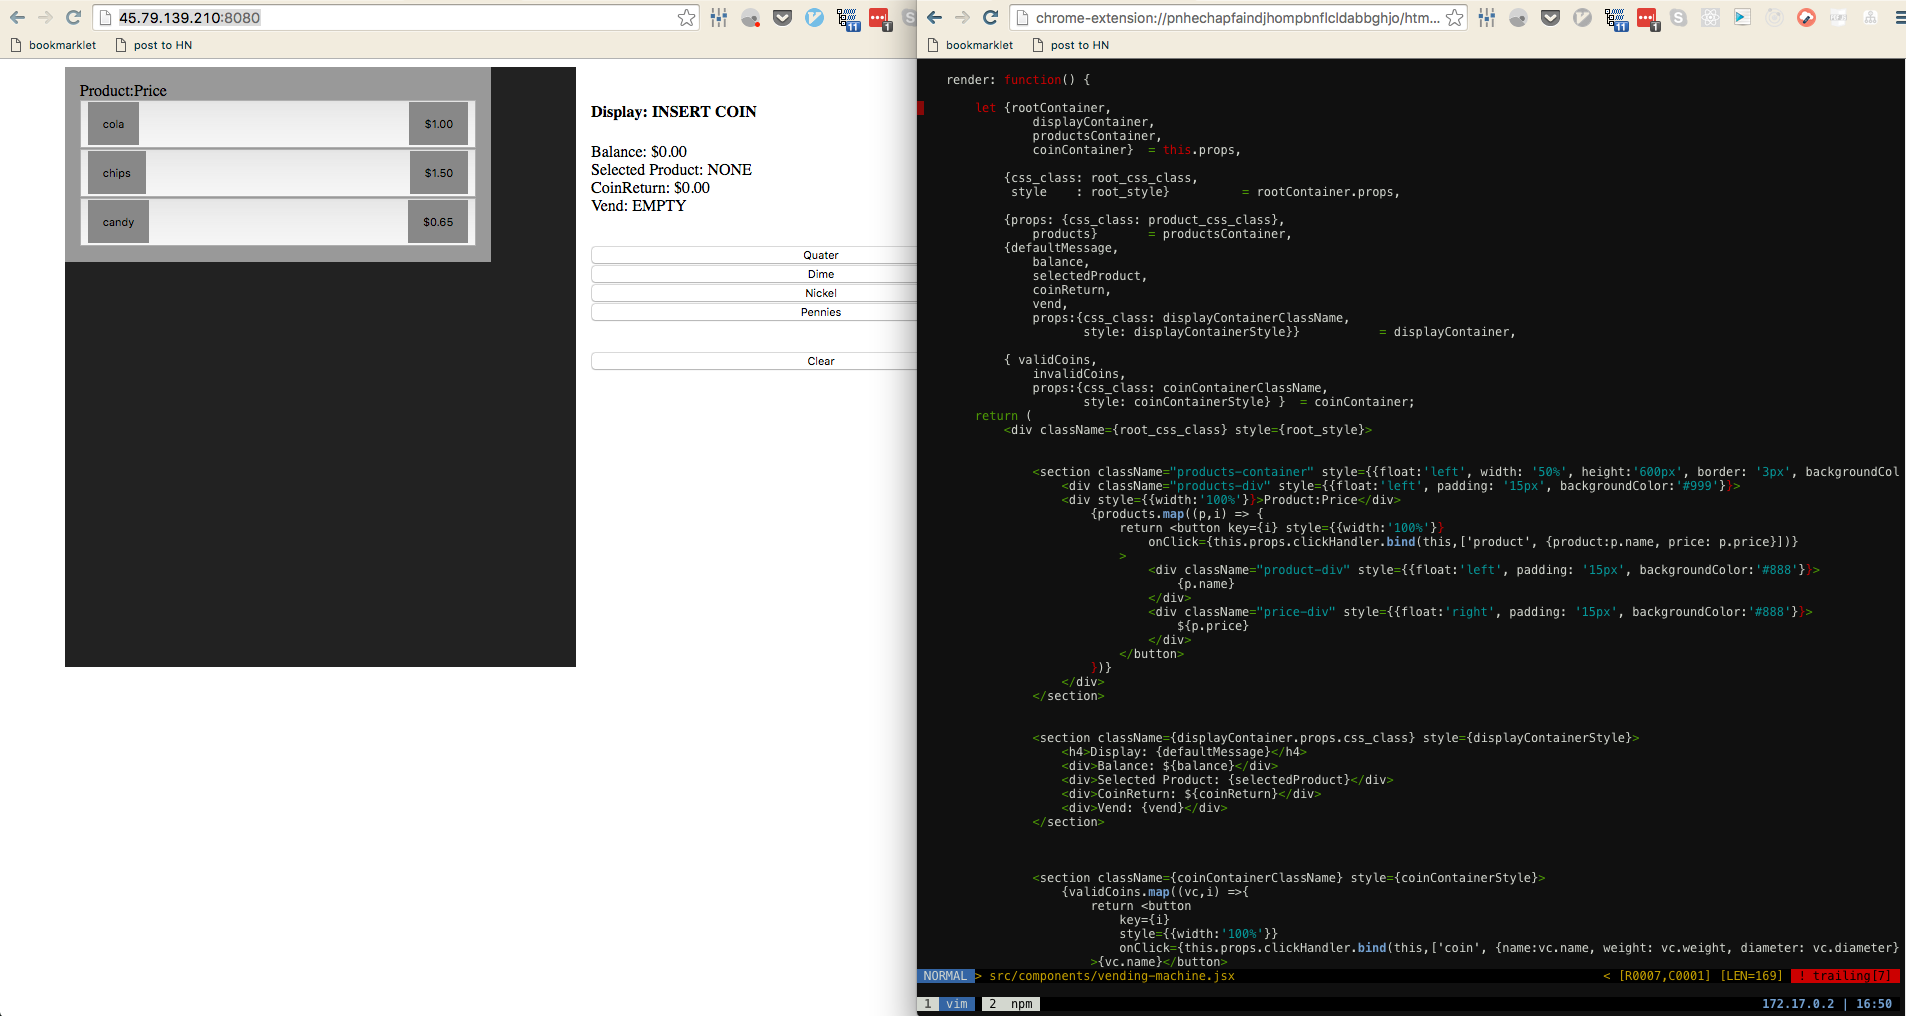 45.79.139.210:8080
bookmarklet
post to HN
Product:Price
cola
$1.00
chips
$1.50
candy
$0.65
Display: INSERT COIN
Balance: $0.00
Selected Product: NONE
CoinReturn: $0.00
Vend: EMPTY
Quater
Dime
Nickel
Pennies
Clear
chrome-extension://pnhechapfaindjhompbnflcldabbghjo/htm...
bookmarklet
post to HN
render: function() {
let {rootContainer,
displayContainer,
productsContainer,
coinContainer}  = this.props,
{css_class: root_css_class,
style    : root_style}          = rootContainer.props,
{props: {css_class: product_css_class},
products}       = productsContainer,
{defaultMessage,
balance,
selectedProduct,
coinReturn,
vend,
props:{css_class: displayContainerClassName,
style: displayContainerStyle}}           = displayContainer,
{ validCoins,
invalidCoins,
props:{css_class: coinContainerClassName,
style: coinContainerStyle} }  = coinContainer;
return (
<div className={root_css_class} style={root_style}>
<section className="products-container" style={{float:'left', width: '50%', height:'600px', border: '3px', backgroundCol
<div className="products-div" style={{float:'left', padding: '15px', backgroundColor:'#999'}}>
<div style={{width:'100%'}}>Product:Price</div>
{products.map((p,i) => {
return <button key={i} style={{width:'100%'}}
onClick={this.props.clickHandler.bind(this,['product', {product:p.name, price: p.price}])}
>
<div className="product-div" style={{float:'left', padding: '15px', backgroundColor:'#888'}}>
{p.name}
</div>
<div className="price-div" style={{float:'right', padding: '15px', backgroundColor:'#888'}}>
${p.price}
</div>
</button>
})}
</div>
</section>
<section className={displayContainer.props.css_class} style={displayContainerStyle}>
<h4>Display: {defaultMessage}</h4>
<div>Balance: ${balance}</div>
<div>Selected Product: {selectedProduct}</div>
<div>CoinReturn: ${coinReturn}</div>
<div>Vend: {vend}</div>
</section>
<section className={coinContainerClassName} style={coinContainerStyle}>
{validCoins.map((vc,i) =>{
return <button
key={i}
style={{width:'100%'}}
onClick={this.props.clickHandler.bind(this,['coin', {name:vc.name, weight: vc.weight, diameter: vc.diameter}
>{vc.name}</button>
NORMAL > src/components/vending-machine.jsx < [R0007,C0001] [LEN=169] ! trailing[7]
1 vim 2 npm 172.17.0.2 | 16:50